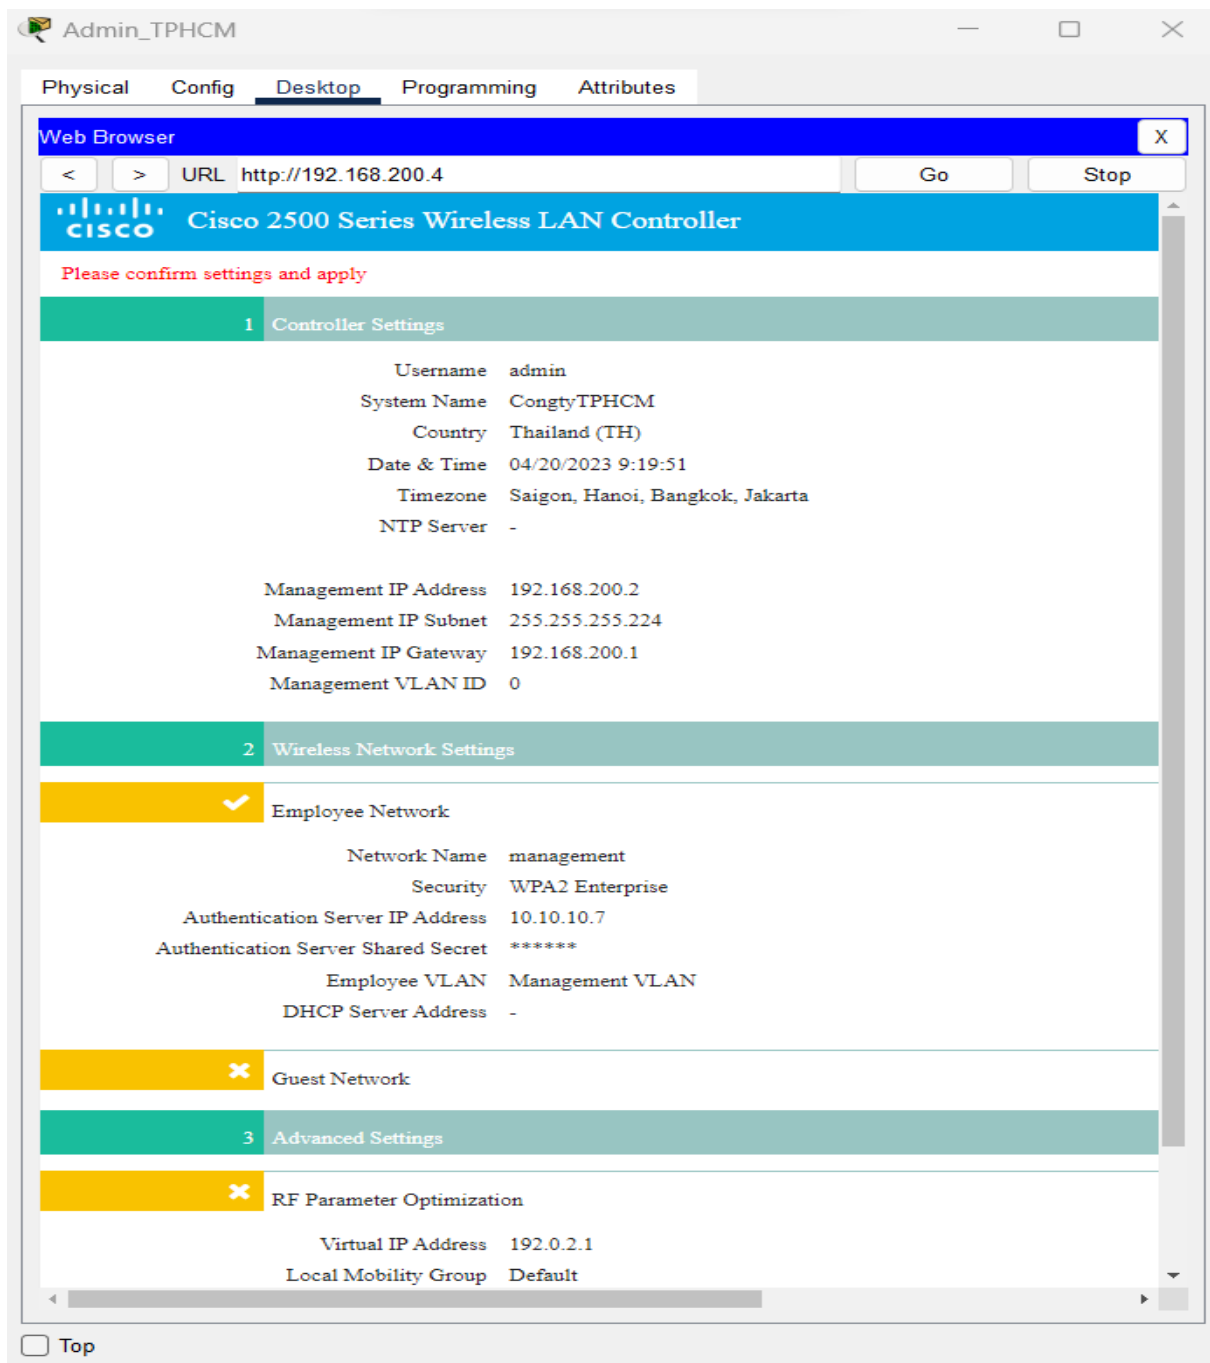 Admin_TPHCM
Physical Config Desktop Programming Attributes
Web Browser X
< > URL http://192.168.200.4 Go Stop
CISCO Cisco 2500 Series Wireless LAN Controller
Please confirm settings and apply
1 Controller Settings
Username admin
System Name CongtyTPHCM
Country Thailand (TH)
Date & Time 04/20/2023 9:19:51
Timezone Saigon, Hanoi, Bangkok, Jakarta
NTP Server -
Management IP Address 192.168.200.2
Management IP Subnet 255.255.255.224
Management IP Gateway 192.168.200.1
Management VLAN ID 0
2 Wireless Network Settings
Employee Network
Network Name management
Security WPA2 Enterprise
Authentication Server IP Address 10.10.10.7
Authentication Server Shared Secret ******
Employee VLAN Management VLAN
DHCP Server Address -
Guest Network
3 Advanced Settings
RF Parameter Optimization
Virtual IP Address 192.0.2.1
Local Mobility Group Default
Top